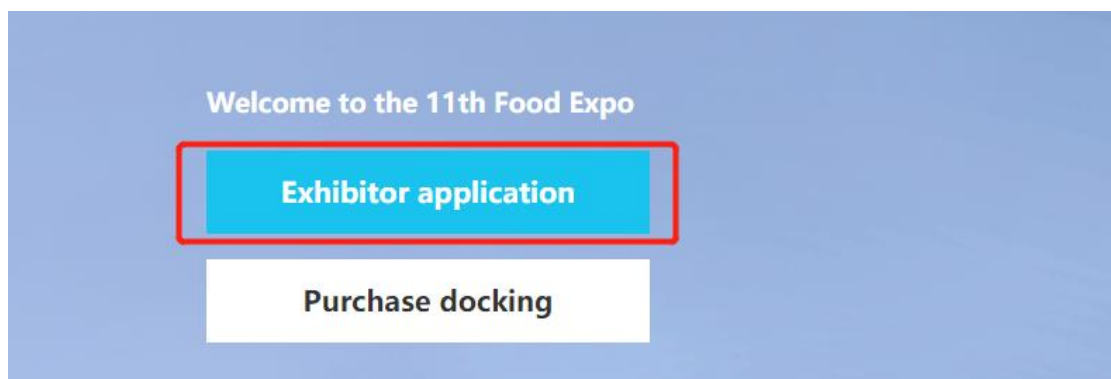 Welcome to the 11th Food Expo
Exhibitor application
Purchase docking